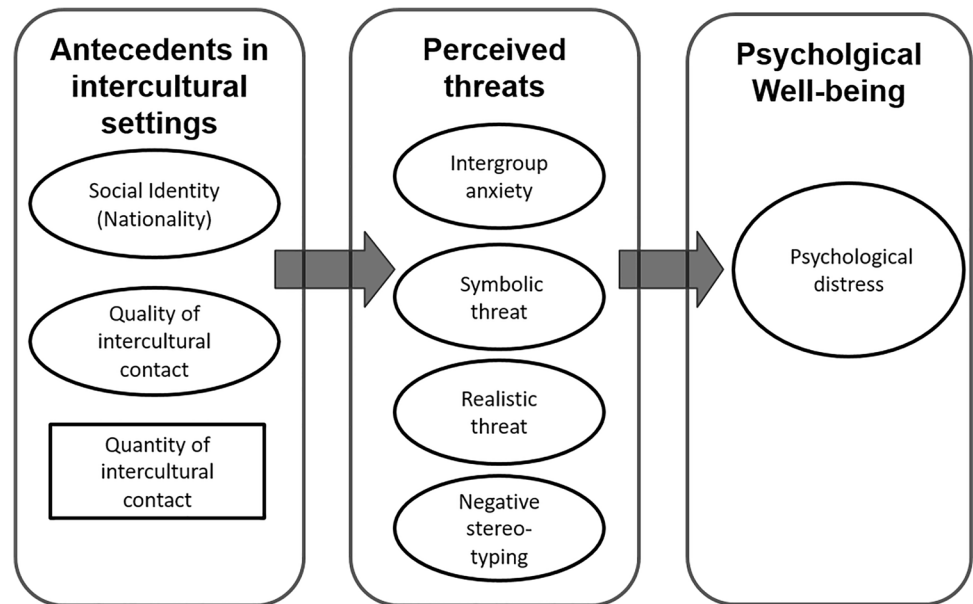 Antecedents in
intercultural
settings
Social Identity
(Nationality)
Quality of
intercultural
contact
Quantity of
intercultural
contact
Perceived
threats
Intergroup
anxiety
Symbolic
threat
Realistic
threat
Negative
stereo-
typing
Psycholgical
Well-being
Psychological
distress